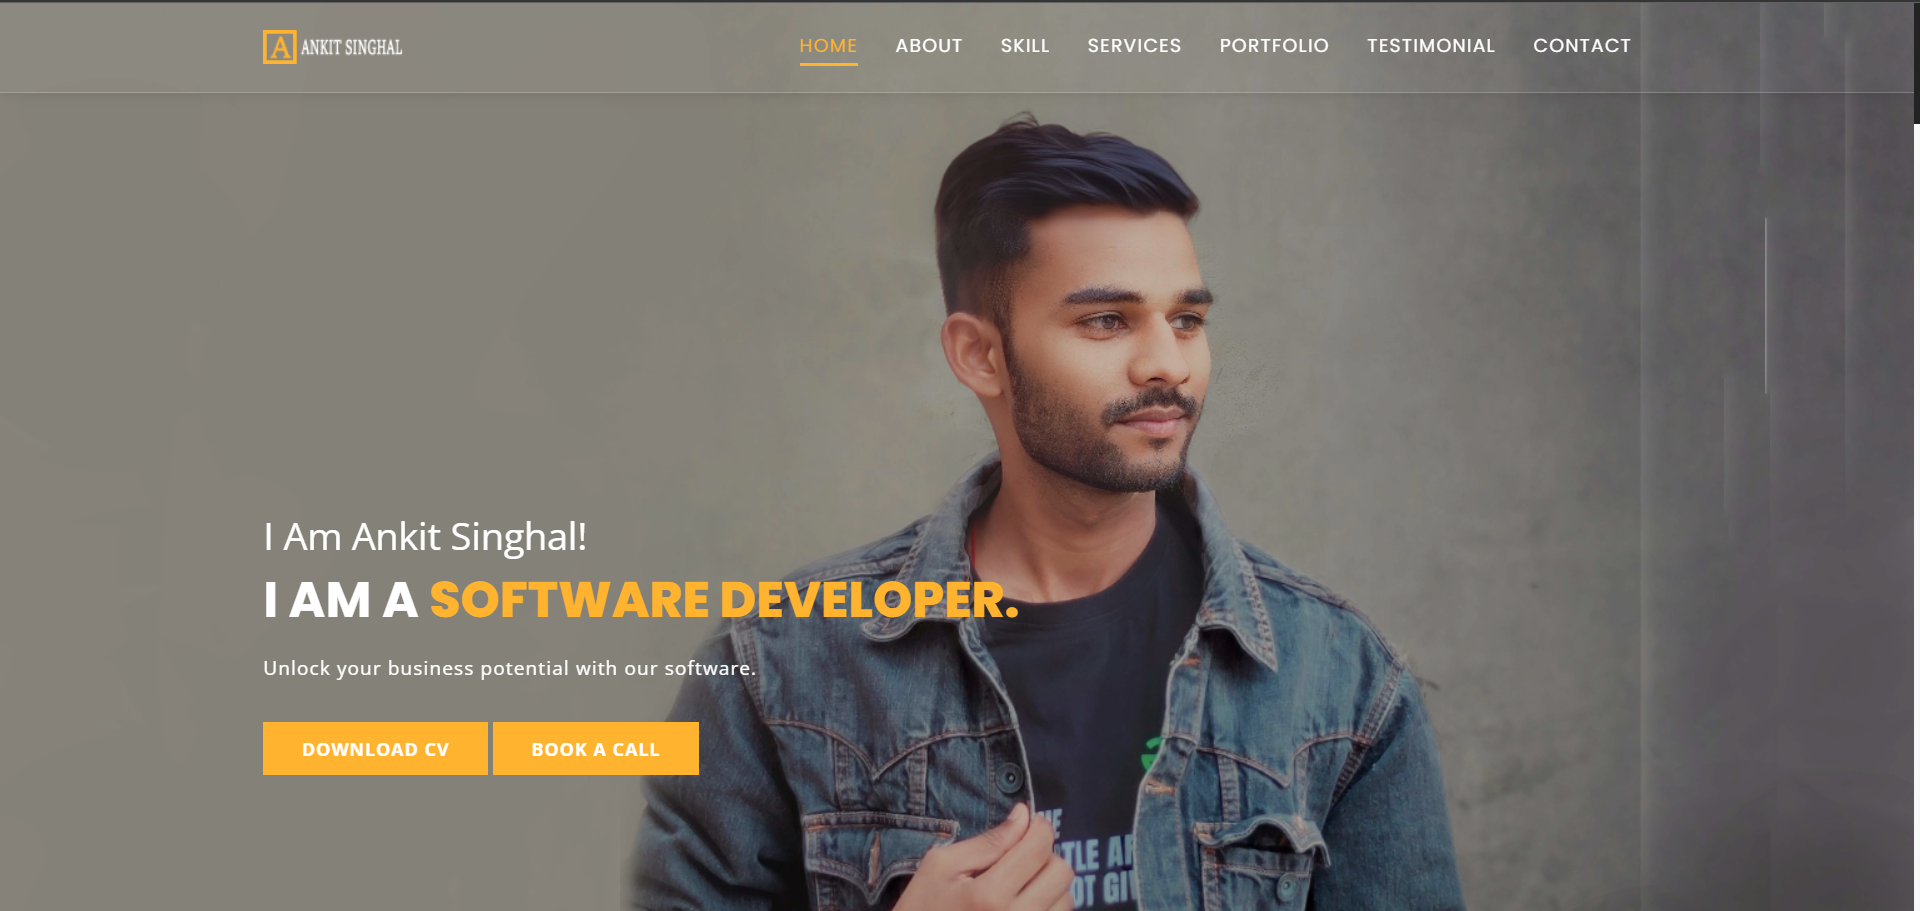 A ANKIT SINGHAL
HOME ABOUT SKILL SERVICES PORTFOLIO TESTIMONIAL CONTACT
I Am Ankit Singhal!
I AM A SOFTWARE DEVELOPER.
Unlock your business potential with our software.
DOWNLOAD CV BOOK A CALL